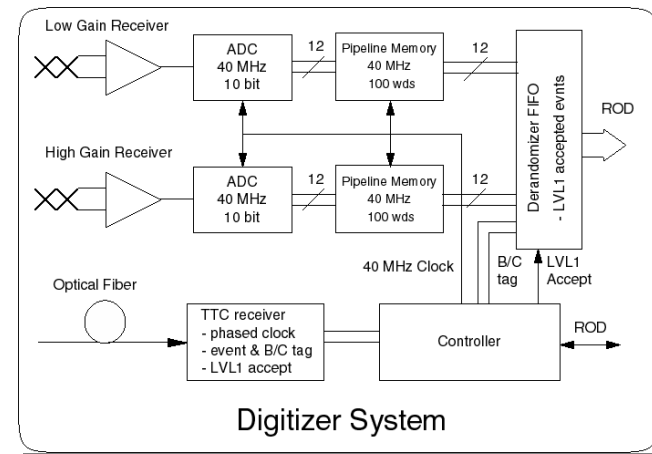 Low Gain Receiver
ADC
40 MHz
10 bit
12
Pipeline Memory
40 MHz
100 wds
12
Derandomizer FIFO
- LVL1 accepted evnts
ROD
High Gain Receiver
ADC
40 MHz
10 bit
12
Pipeline Memory
40 MHz
100 wds
12
40 MHz Clock
B/C
tag
LVL1
Accept
Optical Fiber
TTC receiver
- phased clock
- event & B/C tag
- LVL1 accept
Controller
ROD
Digitizer System